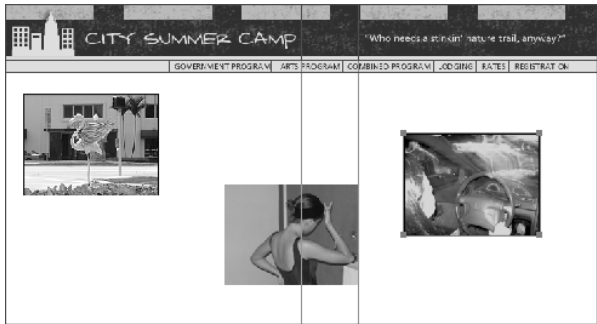 CITY SUMMER CAMP
"Who needs a stinkin' nature trail, anyway?"
GOVERNMENT PROGRAM ARTS PROGRAM COMBINED PROGRAM LODGING RATES REGISTRATION